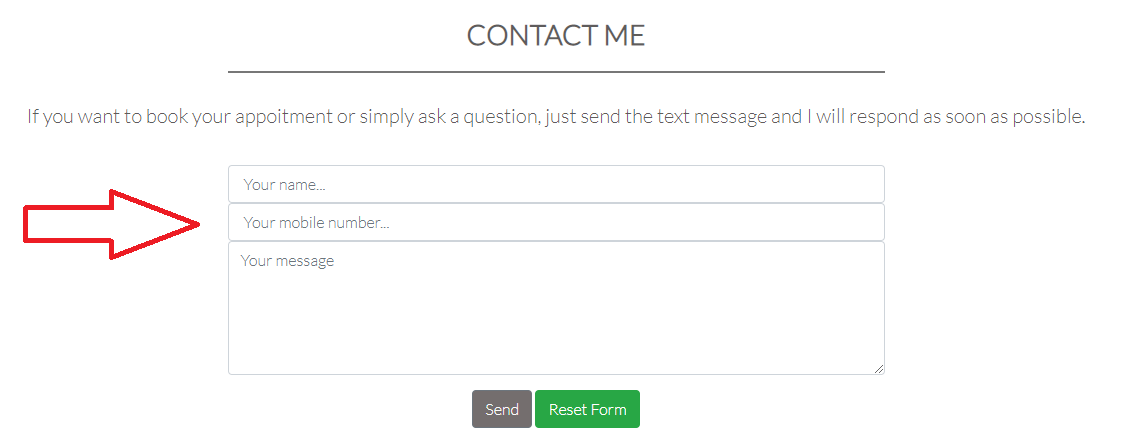 CONTACT ME
If you want to book your appoitment or simply ask a question, just send the text message and I will respond as soon as possible.
Your name...
Your mobile number...
Your message
Send
Reset Form